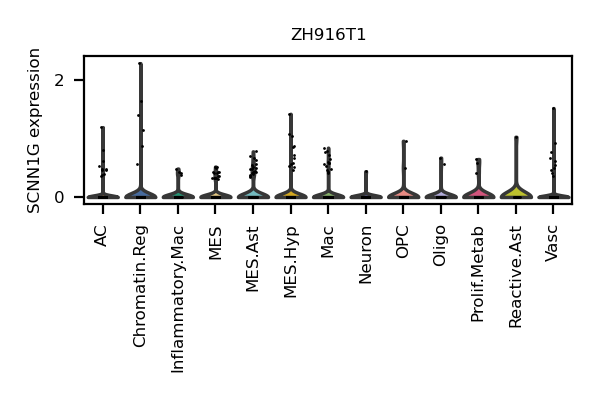 ZH916T1
SCNN1G expression
2
0
AC
Chromatin.Reg
Inflammatory.Mac
MES
MES.Ast
MES.Hyp
Mac
Neuron
OPC
Oligo
Prolif.Metab
Reactive.Ast
Vasc